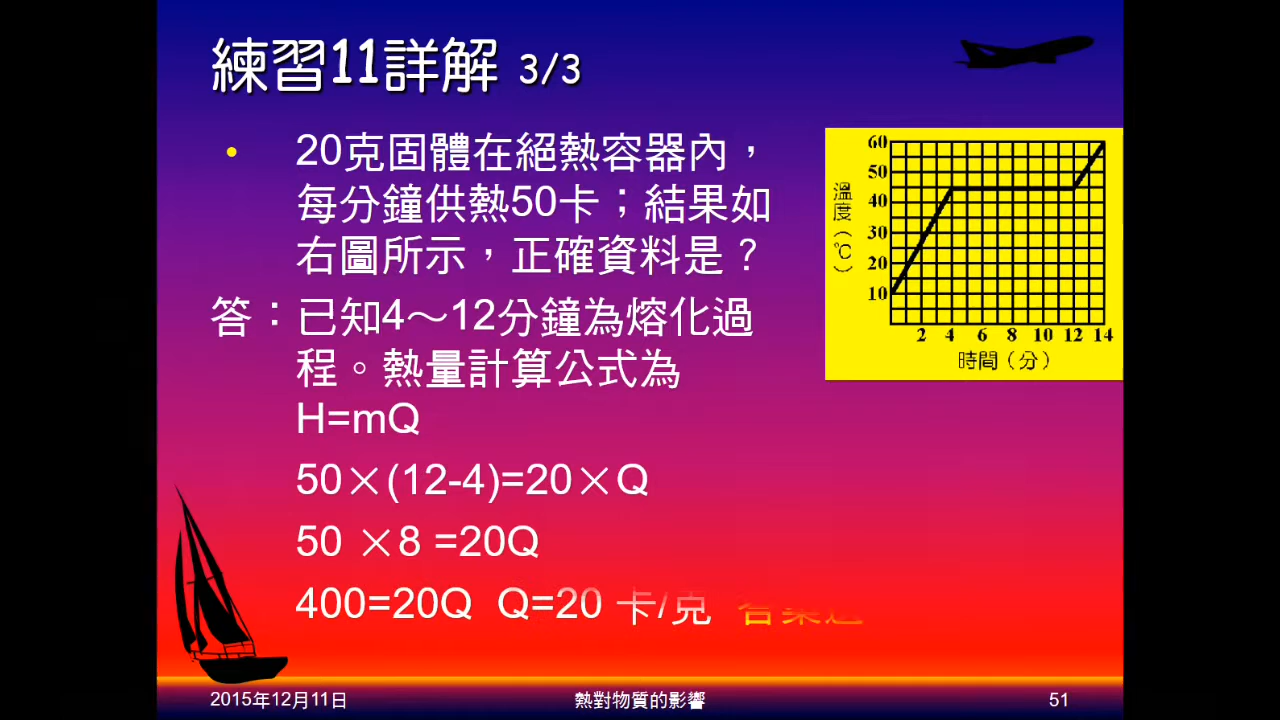 練習11詳解 3/3
• 20克固體在絕熱容器內，
每分鐘供熱50卡；結果如
右圖所示，正確資料是？
答：已知4～12分鐘為熔化過
程。熱量計算公式為
H=mQ
50×(12-4)=20×Q
50 ×8 =20Q
400=20Q Q=20 卡/克 答案選
溫度(℃)
60
50
40
30
20
10
2 4 6 8 10 12 14
時間(分)
2015年12月11日 熱對物質的影響 51